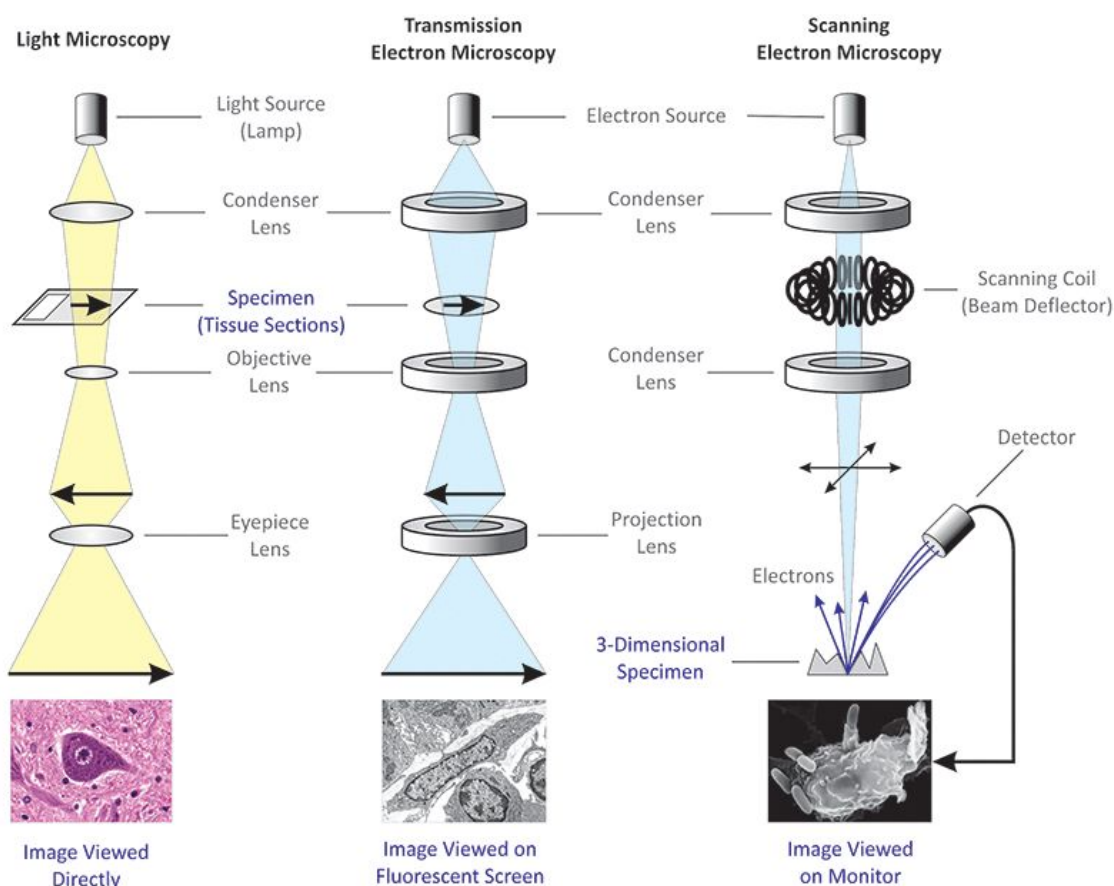 Light Microscopy
Transmission
Electron Microscopy
Scanning
Electron Microscopy
Light Source
(Lamp)
Electron Source
Condenser
Lens
Condenser
Lens
Specimen
(Tissue Sections)
Scanning Coil
(Beam Deflector)
Objective
Lens
Condenser
Lens
Detector
Eyepiece
Lens
Projection
Lens
Electrons
3-Dimensional
Specimen
Image Viewed
Directly
Image Viewed on
Fluorescent Screen
Image Viewed
on Monitor